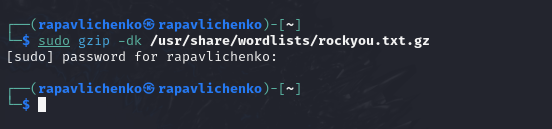 ┌──(rapavlichenko㉿rapavlichenko)-[~]
└─$ sudo gzip -dk /usr/share/wordlists/rockyou.txt.gz
[sudo] password for rapavlichenko:
┌──(rapavlichenko㉿rapavlichenko)-[~]
└─$